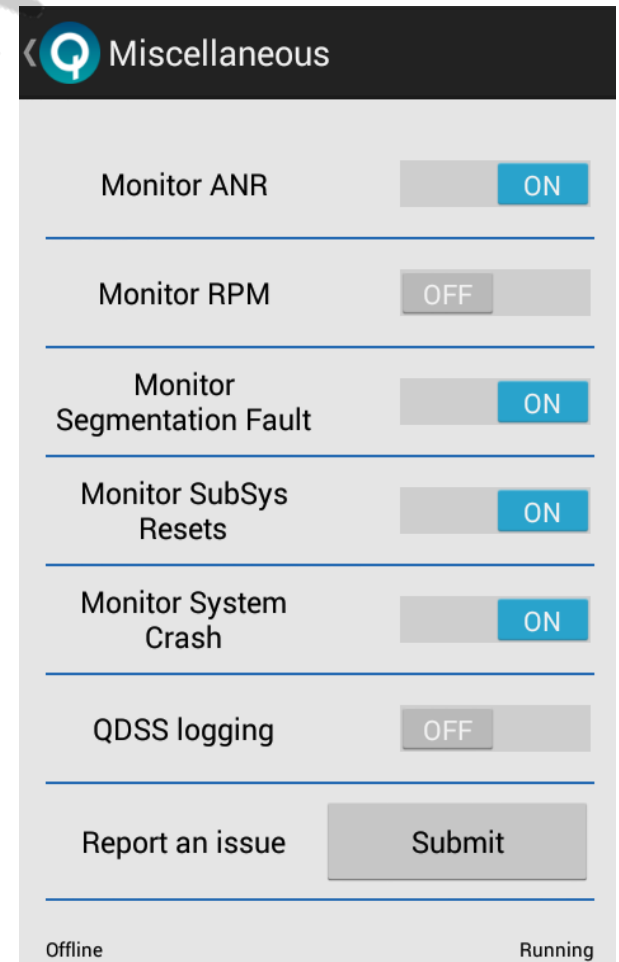 Miscellaneous
Monitor ANR ON
Monitor RPM OFF
Monitor
Segmentation Fault ON
Monitor SubSys
Resets ON
Monitor System
Crash ON
QDSS logging OFF
Report an issue Submit
Offline Running